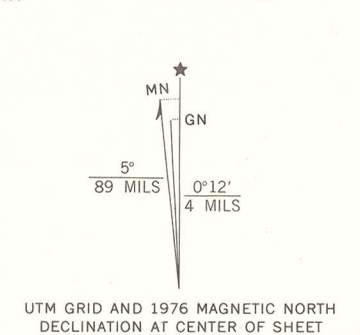 MN
GN
5°
89 MILS
0°12'
4 MILS
UTM GRID AND 1976 MAGNETIC NORTH
DECLINATION AT CENTER OF SHEET